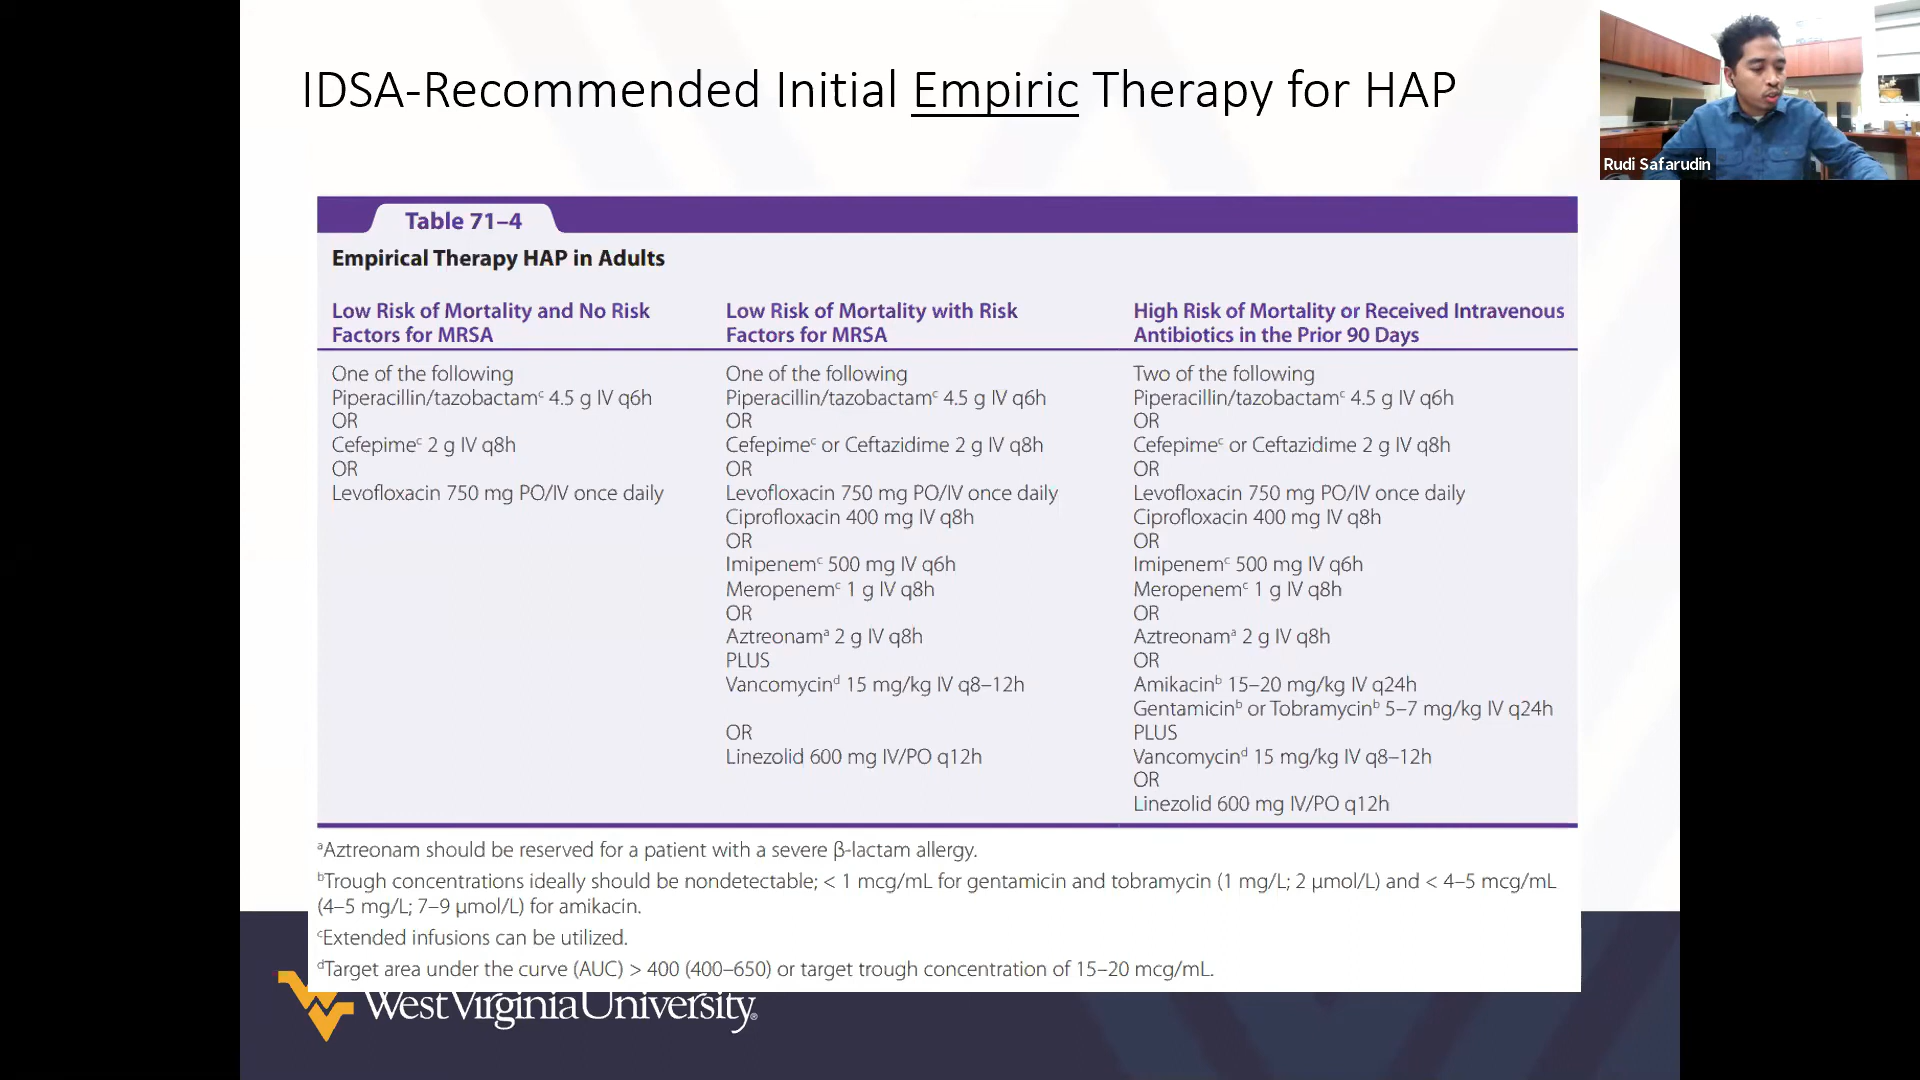 IDSA-Recommended Initial Empiric Therapy for HAP
Rudi Safarudin
Table 71–4
Empirical Therapy HAP in Adults
Low Risk of Mortality and No Risk
Factors for MRSA
One of the following
Piperacillin/tazobactamᶜ 4.5 g IV q6h
OR
Cefepimeᶜ 2 g IV q8h
OR
Levofloxacin 750 mg PO/IV once daily
Low Risk of Mortality with Risk
Factors for MRSA
One of the following
Piperacillin/tazobactamᶜ 4.5 g IV q6h
OR
Cefepimeᶜ or Ceftazidime 2 g IV q8h
OR
Levofloxacin 750 mg PO/IV once daily
Ciprofloxacin 400 mg IV q8h
OR
Imipenemᶜ 500 mg IV q6h
Meropenemᶜ 1 g IV q8h
OR
Aztreonamᵃ 2 g IV q8h
PLUS
Vancomycinᵈ 15 mg/kg IV q8–12h
OR
Linezolid 600 mg IV/PO q12h
High Risk of Mortality or Received Intravenous
Antibiotics in the Prior 90 Days
Two of the following
Piperacillin/tazobactamᶜ 4.5 g IV q6h
OR
Cefepimeᶜ or Ceftazidime 2 g IV q8h
OR
Levofloxacin 750 mg PO/IV once daily
Ciprofloxacin 400 mg IV q8h
OR
Imipenemᶜ 500 mg IV q6h
Meropenemᶜ 1 g IV q8h
OR
Aztreonamᵃ 2 g IV q8h
OR
Amikacinᵇ 15–20 mg/kg IV q24h
Gentamicinᵇ or Tobramycinᵇ 5–7 mg/kg IV q24h
PLUS
Vancomycinᵈ 15 mg/kg IV q8–12h
OR
Linezolid 600 mg IV/PO q12h
ᵃAztreonam should be reserved for a patient with a severe β-lactam allergy.
ᵇTrough concentrations ideally should be nondetectable; < 1 mcg/mL for gentamicin and tobramycin (1 mg/L; 2 μmol/L) and < 4–5 mcg/mL
(4–5 mg/L; 7–9 μmol/L) for amikacin.
ᶜExtended infusions can be utilized.
ᵈTarget area under the curve (AUC) > 400 (400–650) or target trough concentration of 15–20 mcg/mL.
West Virginia University®